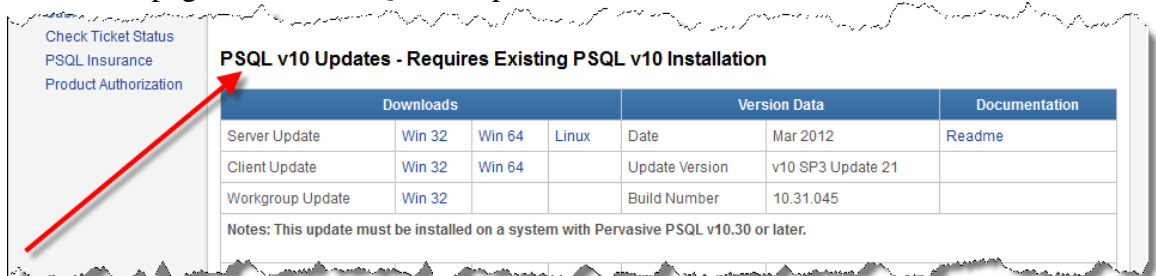 Check Ticket Status
PSQL Insurance
Product Authorization
PSQL v10 Updates - Requires Existing PSQL v10 Installation
Downloads Version Data Documentation
Server Update Win 32 Win 64 Linux Date Mar 2012 Readme
Client Update Win 32 Win 64 Update Version v10 SP3 Update 21
Workgroup Update Win 32 Build Number 10.31.045
Notes: This update must be installed on a system with Pervasive PSQL v10.30 or later.